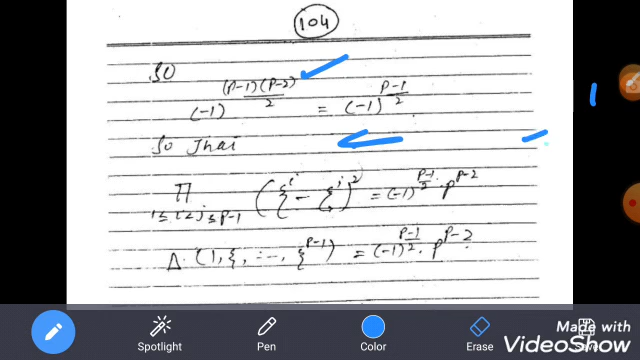 104
So
(-1)^{(P-1)(P-2)/2} = (-1)^{P-1/2}
So That
∏_{1≤i<j≤P-1} (ξ^i - ξ^j)^2 = (-1)^{P-1/2} · P^{P-2}
Δ · (1, ξ, ..., ξ^{P-1}) = (-1)^{P-1/2} · P^{P-2}
Spotlight
Pen
Color
Erase
Made with
VideoShow